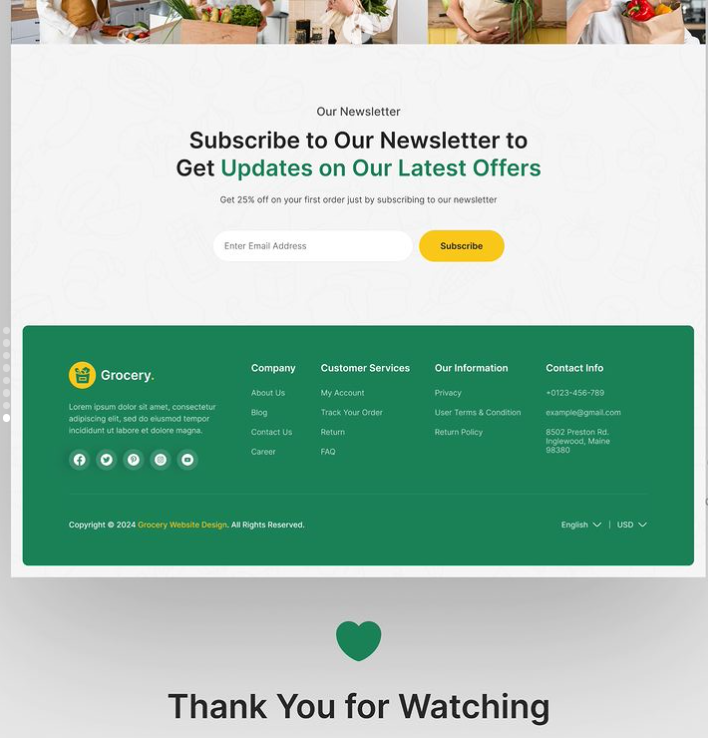 Our Newsletter
Subscribe to Our Newsletter to
Get Updates on Our Latest Offers
Get 25% off on your first order just by subscribing to our newsletter
Enter Email Address
Subscribe
Grocery.
Lorem ipsum dolor sit amet, consectetur
adipiscing elit, sed do eiusmod tempor
incididunt ut labore et dolore magna.
Company
About Us
Blog
Contact Us
Career
Customer Services
My Account
Track Your Order
Return
FAQ
Our Information
Privacy
User Terms & Condition
Return Policy
Contact Info
+0123-456-789
example@gmail.com
8502 Preston Rd.
Inglewood, Maine
98380
Copyright © 2024 Grocery Website Design. All Rights Reserved.
English | USD
Thank You for Watching